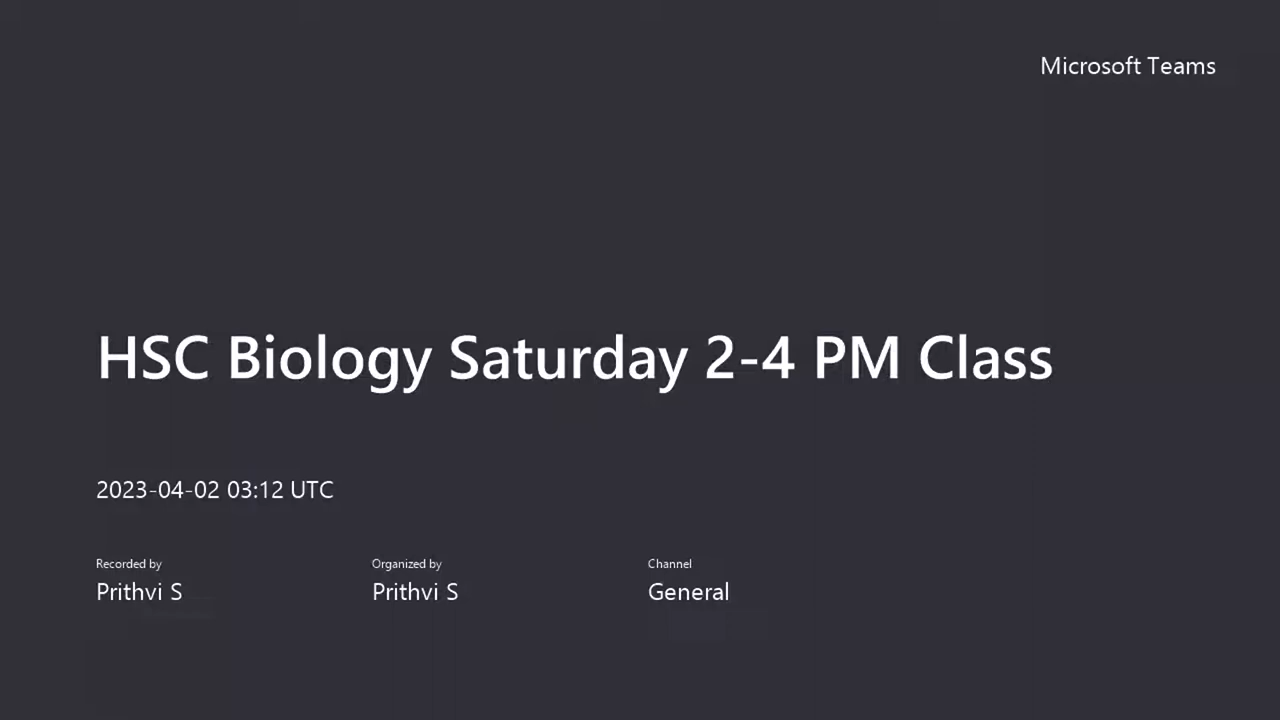 Microsoft Teams
HSC Biology Saturday 2-4 PM Class
2023-04-02 03:12 UTC
Recorded by
Prithvi S
Organized by
Prithvi S
Channel
General